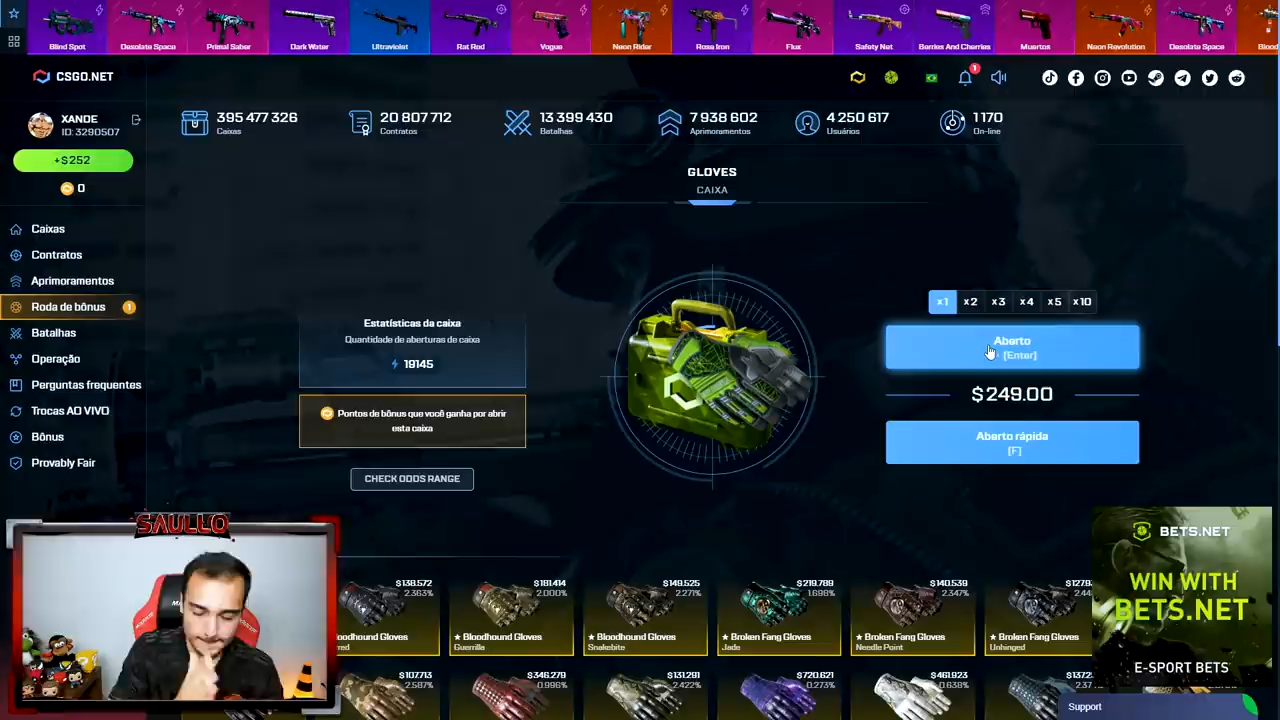 Blind Spot
Desolate Space
Primal Saber
Dark Water
Ultraviolet
Rat Rod
Vogue
Neon Rider
Rose Iron
Flux
Safety Net
Berries And Cherries
Muertos
Neon Revolution
Desolate Space
Blood
CSGO.NET
1
XANDE
ID: 3290507
+$252
0
395 477 326
Caixas
20 807 712
Contratos
13 399 430
Batalhas
7 938 602
Aprimoramentos
4 250 617
Usuários
1 170
On-line
GLOVES
CAIXA
Caixas
Contratos
Aprimoramentos
Roda de bônus
1
Batalhas
Operação
Perguntas frequentes
Trocas AO VIVO
Bônus
Provably Fair
Estatísticas da caixa
Quantidade de aberturas de caixa
19145
Pontos de bônus que você ganha por abrir
esta caixa
CHECK ODDS RANGE
x1
x2
x3
x4
x5
x10
Aberto
[Enter]
$249.00
Aberto rápida
[F]
SAULLO
BETS.NET
WIN WITH
BETS.NET
E-SPORT BETS
Support
$138.572
2.363%
$181.414
2.000%
★ Bloodhound Gloves
Guerrilla
$149.525
2.271%
★ Bloodhound Gloves
Snakebite
$219.789
1.698%
★ Broken Fang Gloves
Jade
$140.539
2.347%
★ Broken Fang Gloves
Needle Point
★ Broken Fang Gloves
Unhinged
$107.713
2.587%
$346.279
0.996%
$131.281
2.422%
$720.621
0.273%
$461.923
0.638%